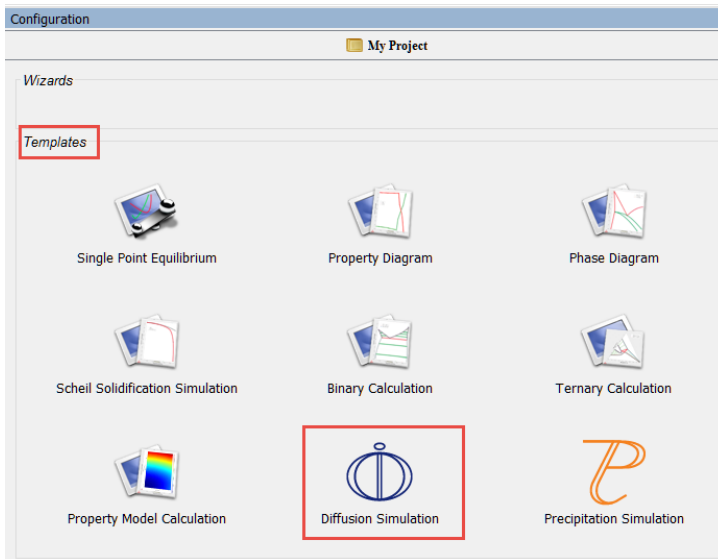 Configuration
My Project
Wizards
Templates
Single Point Equilibrium
Property Diagram
Phase Diagram
Scheil Solidification Simulation
Binary Calculation
Ternary Calculation
Property Model Calculation
Diffusion Simulation
Precipitation Simulation